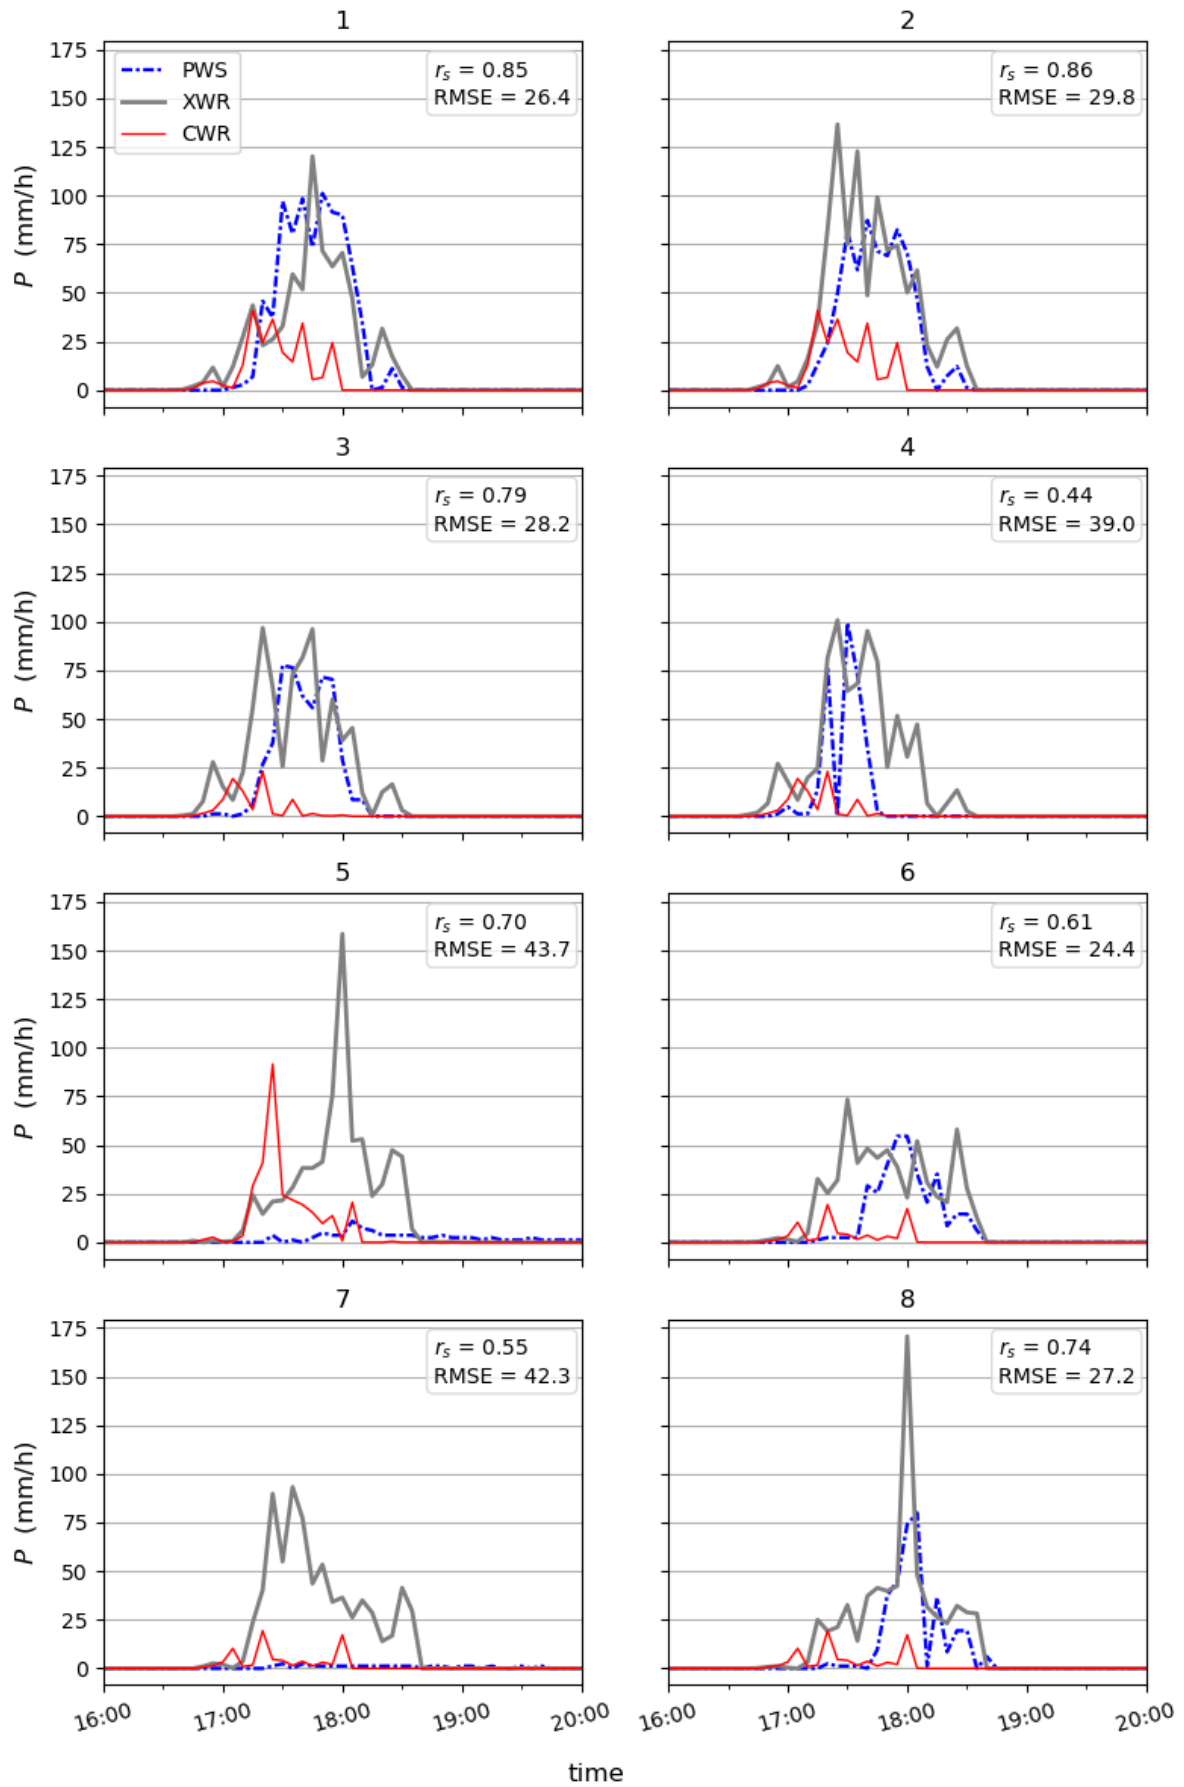 1
2
175
150
125
100
75
50
25
0
P (mm/h)
PWS
XWR
CWR
r_s = 0.85
RMSE = 26.4
r_s = 0.86
RMSE = 29.8
3
4
175
150
125
100
75
50
25
0
P (mm/h)
r_s = 0.79
RMSE = 28.2
r_s = 0.44
RMSE = 39.0
5
6
175
150
125
100
75
50
25
0
P (mm/h)
r_s = 0.70
RMSE = 43.7
r_s = 0.61
RMSE = 24.4
7
8
175
150
125
100
75
50
25
0
P (mm/h)
r_s = 0.55
RMSE = 42.3
r_s = 0.74
RMSE = 27.2
16:00 17:00 18:00 19:00 20:00
16:00 17:00 18:00 19:00 20:00
time